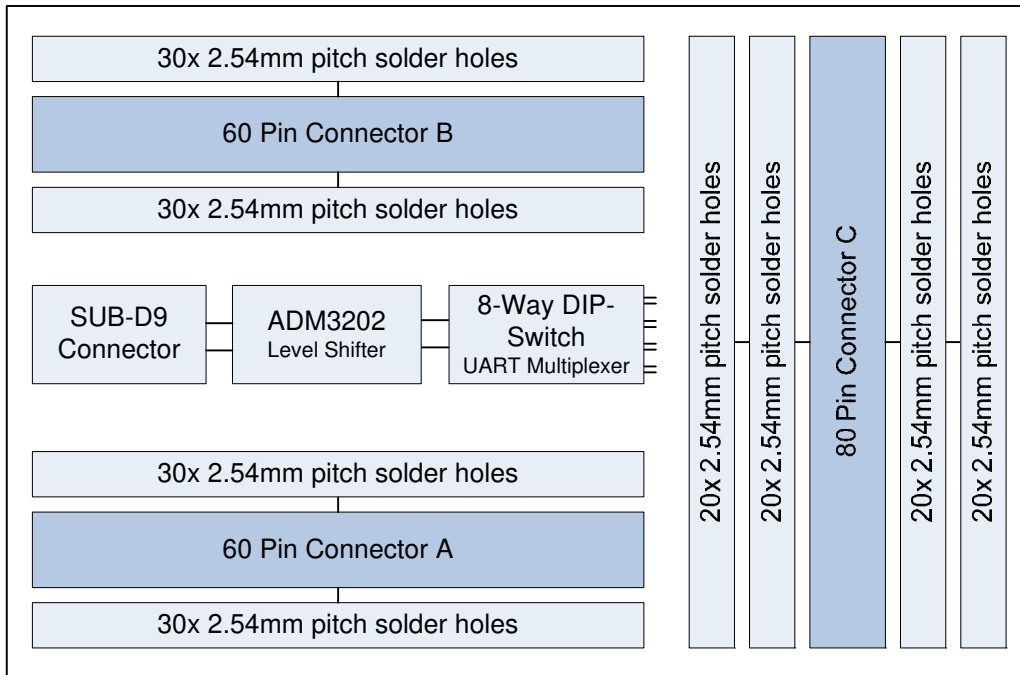 30x 2.54mm pitch solder holes
60 Pin Connector B
30x 2.54mm pitch solder holes
SUB-D9
Connector
ADM3202
Level Shifter
8-Way DIP-
Switch
UART Multiplexer
30x 2.54mm pitch solder holes
60 Pin Connector A
30x 2.54mm pitch solder holes
20x 2.54mm pitch solder holes
20x 2.54mm pitch solder holes
80 Pin Connector C
20x 2.54mm pitch solder holes
20x 2.54mm pitch solder holes